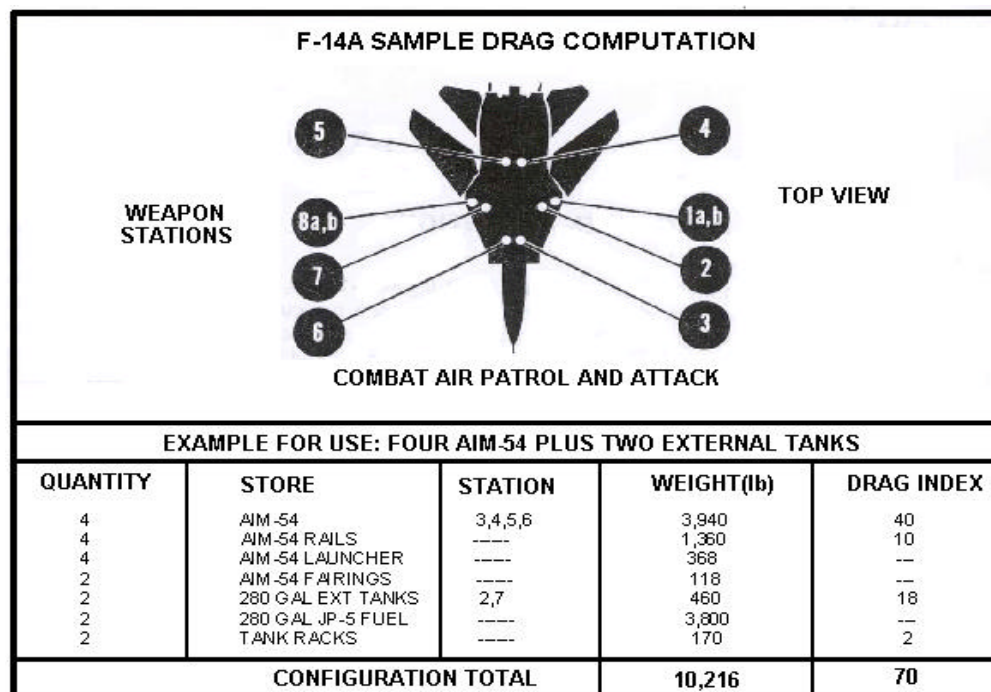 F-14A SAMPLE DRAG COMPUTATION
5
4
WEAPON
STATIONS
TOP VIEW
8a,b
1a,b
7
2
6
3
COMBAT AIR PATROL AND ATTACK
EXAMPLE FOR USE: FOUR AIM-54 PLUS TWO EXTERNAL TANKS
QUANTITY STORE STATION WEIGHT(lb) DRAG INDEX
4 AIM-54 3,4,5,6 3,940 40
4 AIM-54 RAILS ------ 1,360 10
4 AIM-54 LAUNCHER ------ 368 ---
2 AIM-54 FAIRINGS ------ 118 ---
2 280 GAL EXT TANKS 2,7 460 18
2 280 GAL JP-5 FUEL ------ 3,800 ---
2 TANK RACKS ------ 170 2
CONFIGURATION TOTAL 10,216 70